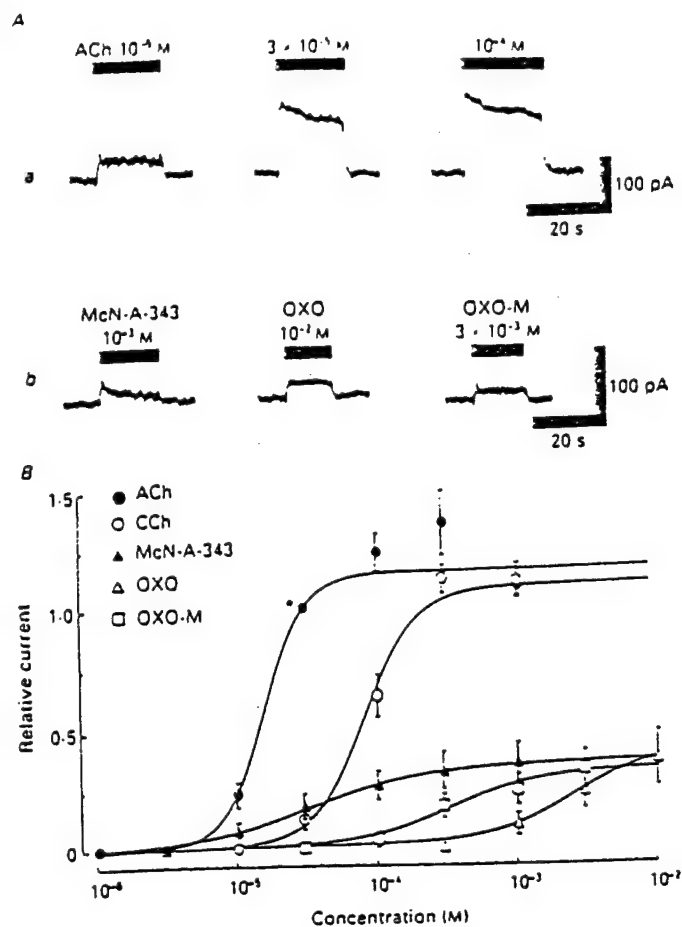 A
ACh 10⁻⁵ M 3 × 10⁻⁵ M 10⁻⁴ M
a
100 pA
20 s
McN-A-343 OXO OXO-M
10⁻³ M 10⁻² M 3 × 10⁻³ M
b
100 pA
20 s
B
1·5
1·0
0·5
0
Relative current
ACh
CCh
McN-A-343
OXO
OXO-M
10⁻⁶ 10⁻⁵ 10⁻⁴ 10⁻³ 10⁻²
Concentration (M)